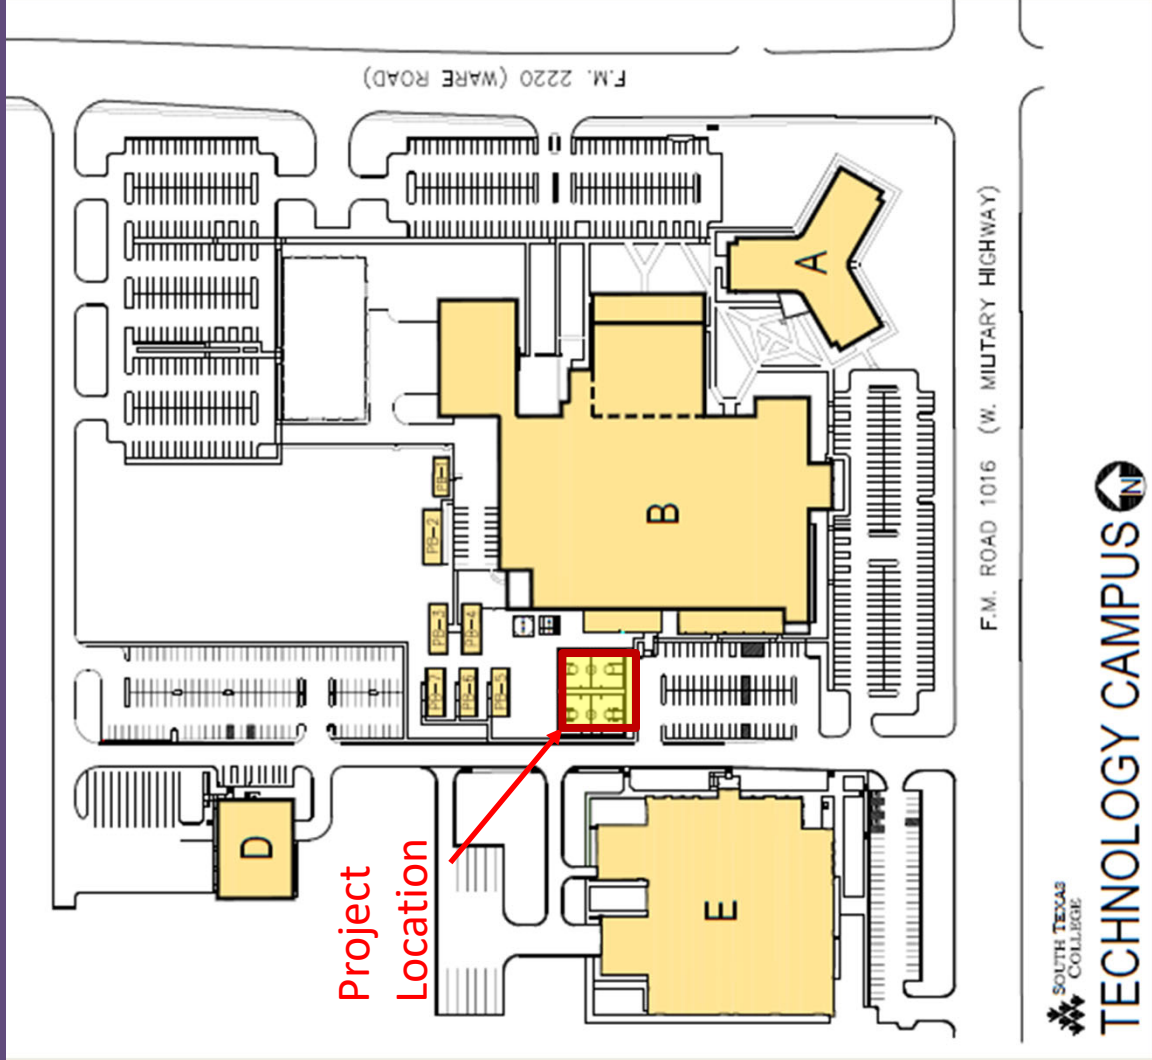 F.M. 2220 (WARE ROAD)
F.M. ROAD 1016 (W. MILITARY HIGHWAY)
A
B
PB-1
PB-2
PB-3
PB-4
PB-7
PB-6
PB-5
D
E
Project
Location
SOUTH TEXAS
COLLEGE
TECHNOLOGY CAMPUS
N